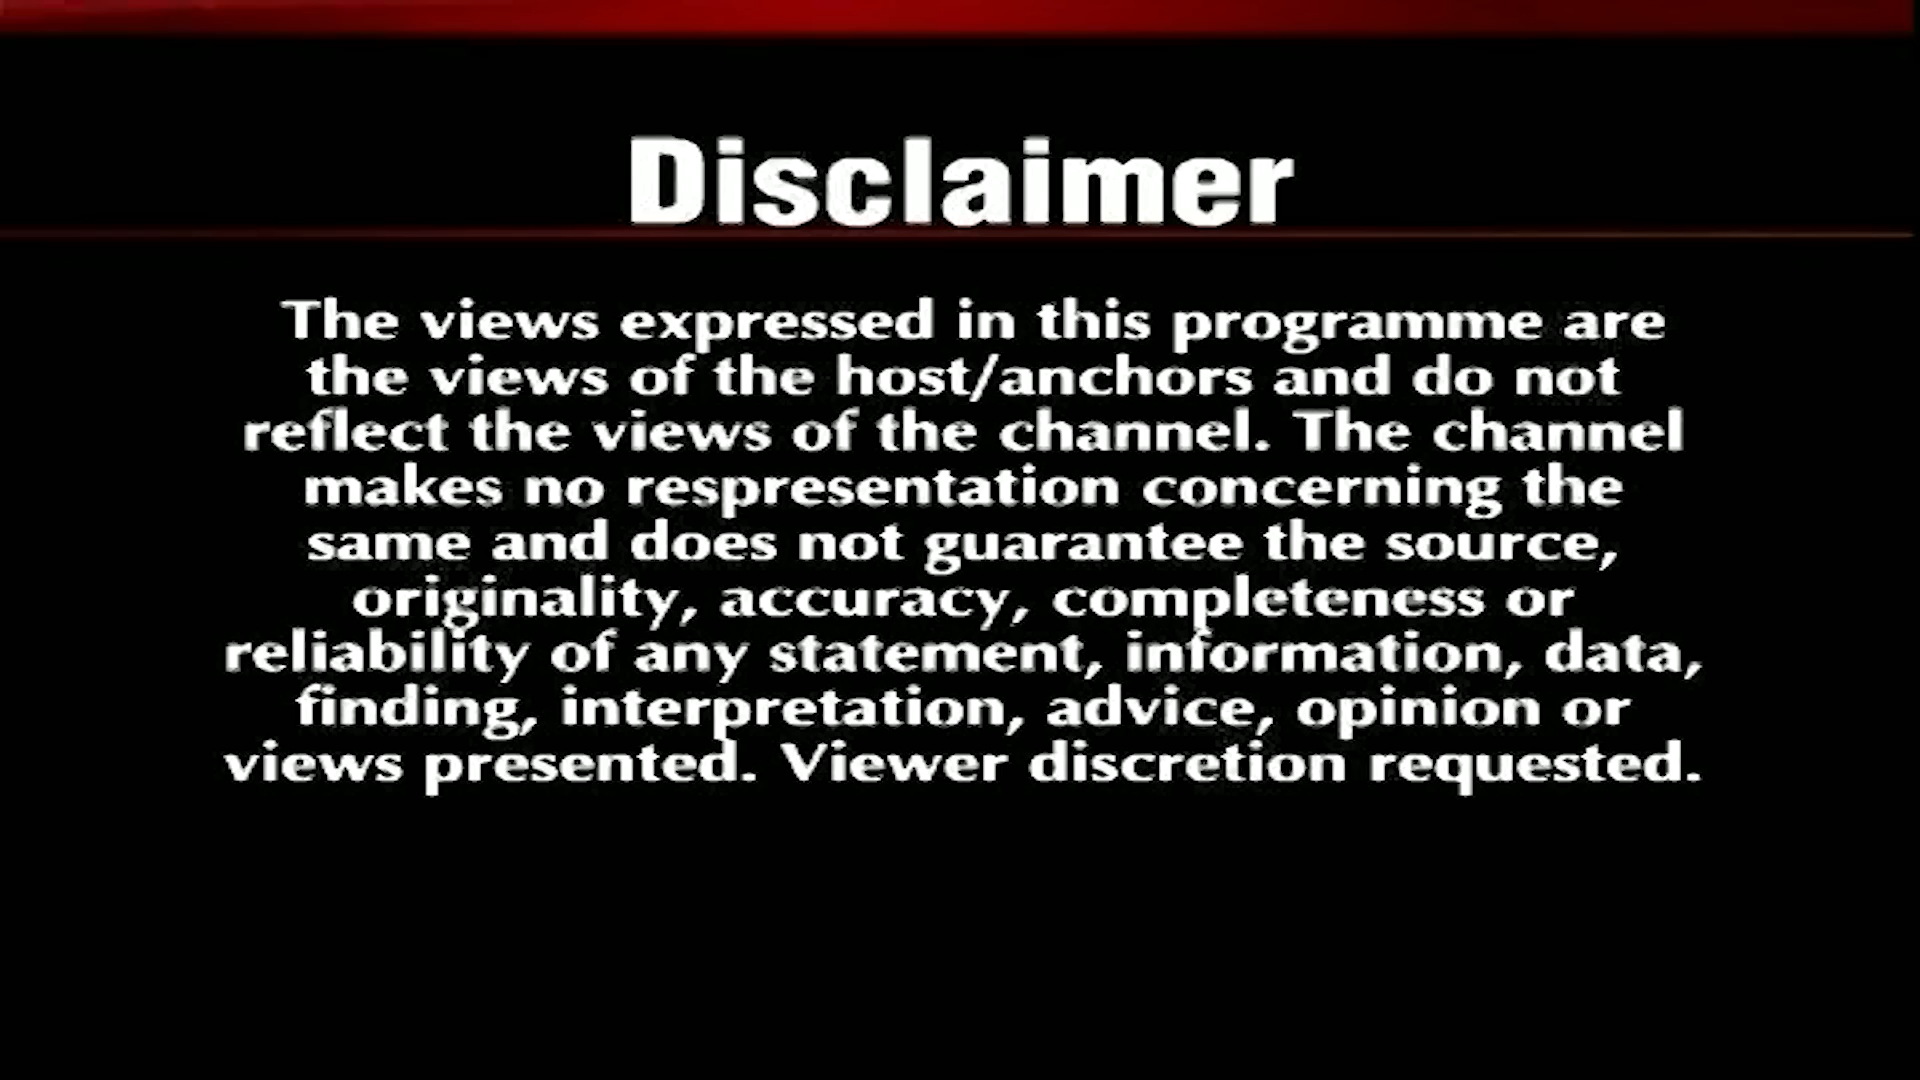 Disclaimer
The views expressed in this programme are
the views of the host/anchors and do not
reflect the views of the channel. The channel
makes no respresentation concerning the
same and does not guarantee the source,
originality, accuracy, completeness or
reliability of any statement, information, data,
finding, interpretation, advice, opinion or
views presented. Viewer discretion requested.